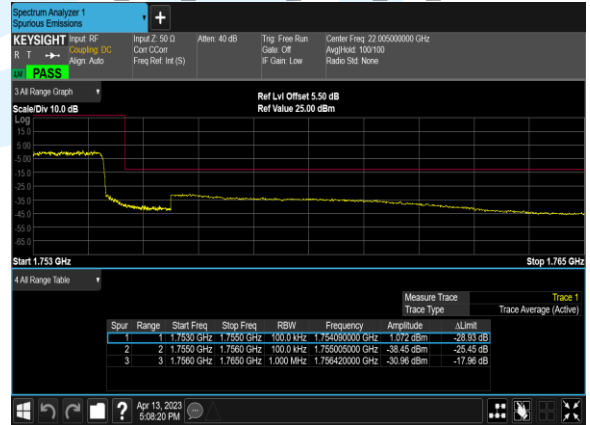 Spectrum Analyzer 1
Spurious Emissions
KEYSIGHT Input: RF Input Z: 50 Ω Atten: 40 dB Trig: Free Run Center Freq: 22.005000000 GHz
R T Coupling: DC Corr CCorr Gate: Off Avg|Hold: 100/100
Align: Auto Freq Ref: Int (S) IF Gain: Low Radio Std: None
PASS
3 All Range Graph
Ref Lvl Offset 5.50 dB
Scale/Div 10.0 dB Ref Value 25.00 dBm
Log
15.0
5.00
-5.00
-15.0
-25.0
-35.0
-45.0
-55.0
-65.0
Start 1.753 GHz Stop 1.765 GHz
4 All Range Table
Measure Trace Trace 1
Trace Type Trace Average (Active)
Spur Range Start Freq Stop Freq RBW Frequency Amplitude ΔLimit
1 1 1.7530 GHz 1.7550 GHz 100.0 kHz 1.754090000 GHz 1.072 dBm -28.93 dB
2 2 1.7550 GHz 1.7560 GHz 100.0 kHz 1.755005000 GHz -38.45 dBm -25.45 dB
3 3 1.7560 GHz 1.7650 GHz 1.000 MHz 1.756420000 GHz -30.96 dBm -17.96 dB
? Apr 13, 2023
5:08:20 PM